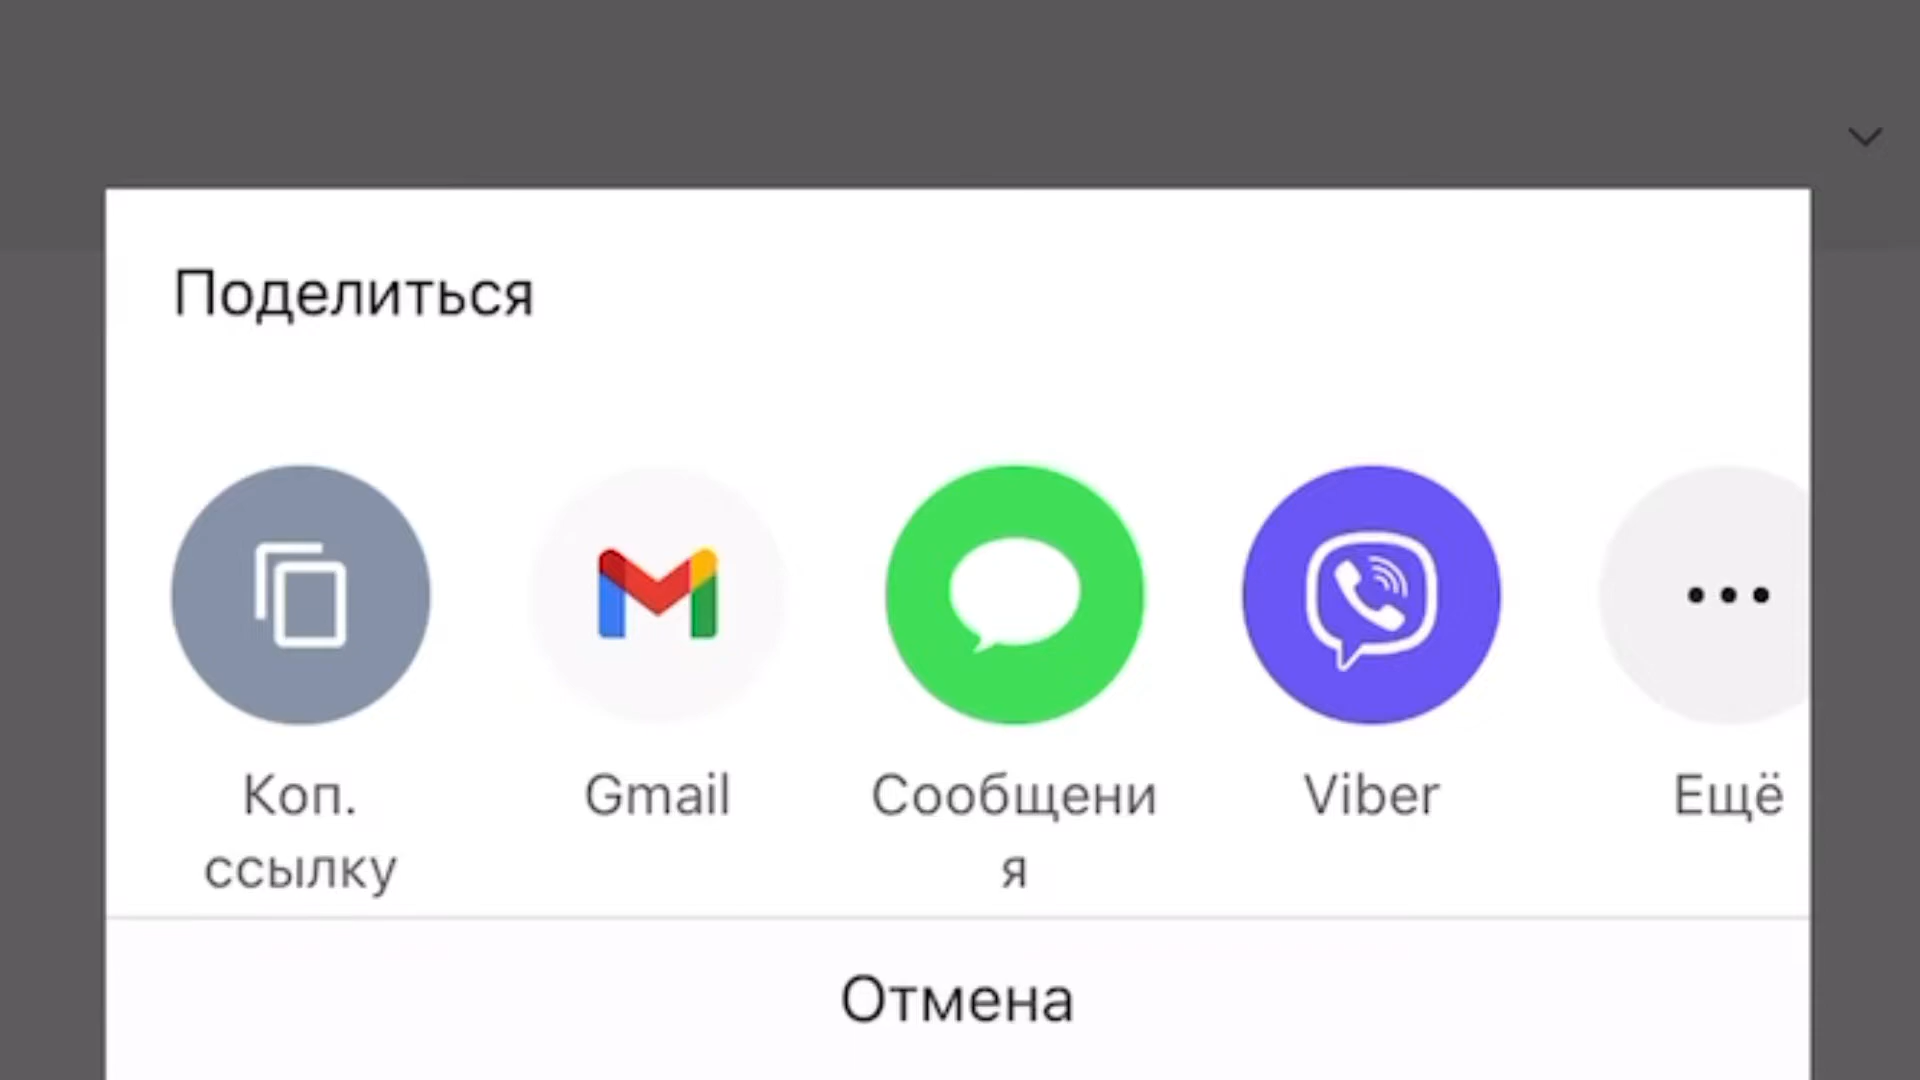 Поделиться
Коп.
ссылку
Gmail
Сообщени
я
Viber
Ещё
Отмена